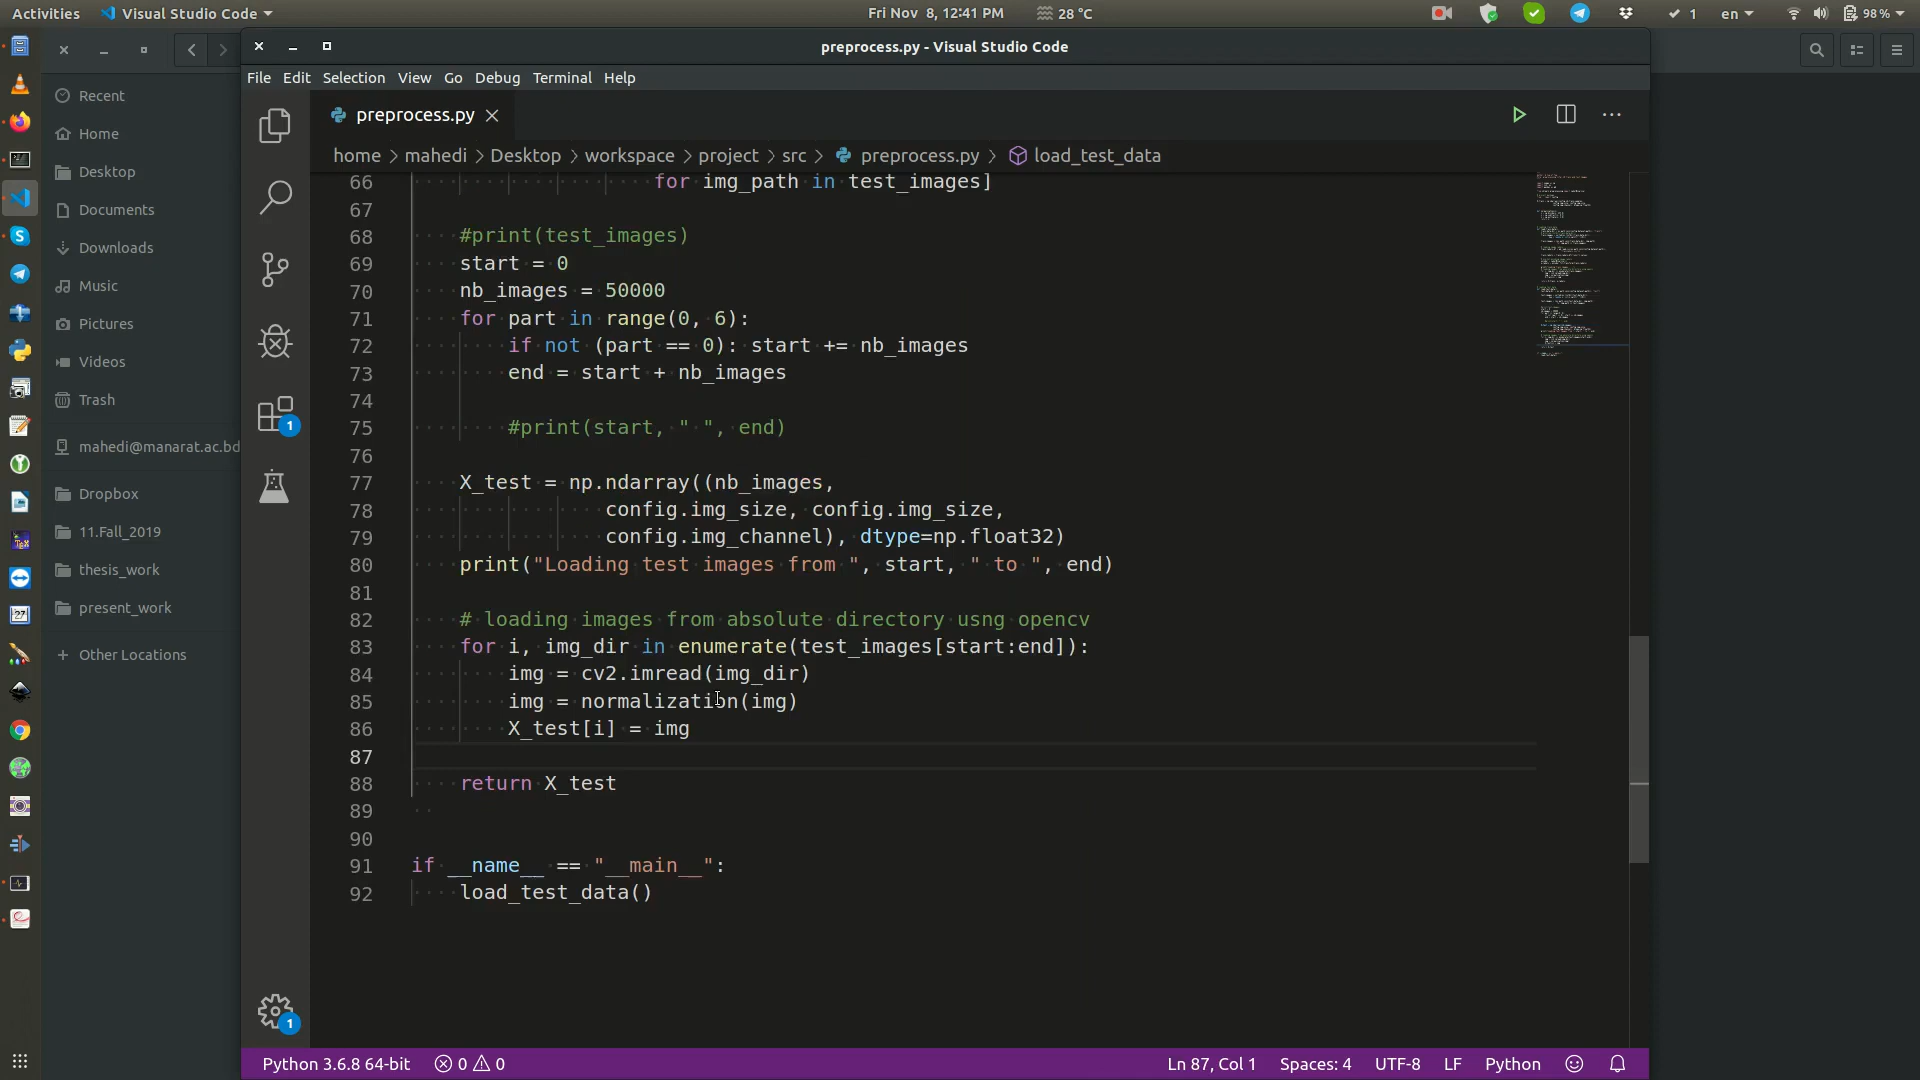 Activities
Visual Studio Code
Fri Nov 8, 12:41 PM
28 °C
1
en
98 %
preprocess.py - Visual Studio Code
File Edit Selection View Go Debug Terminal Help
Recent
Home
Desktop
Documents
Downloads
Music
Pictures
Videos
Trash
mahedi@manarat.ac.bd
Dropbox
11.Fall_2019
thesis_work
present_work
+ Other Locations
1
1
preprocess.py
home > mahedi > Desktop > workspace > project > src > preprocess.py > load_test_data
66 for img_path in test_images]
67
68 #print(test_images)
69 start = 0
70 nb_images = 50000
71 for part in range(0, 6):
72 if not (part == 0): start += nb_images
73 end = start + nb_images
74
75 #print(start, " ", end)
76
77 X_test = np.ndarray((nb_images,
78 config.img_size, config.img_size,
79 config.img_channel), dtype=np.float32)
80 print("Loading test images from ", start, " to ", end)
81
82 # loading images from absolute directory usng opencv
83 for i, img_dir in enumerate(test_images[start:end]):
84 img = cv2.imread(img_dir)
85 img = normalization(img)
86 X_test[i] = img
87
88 return X_test
89
90
91 if __name__ == "__main__":
92 load_test_data()
Python 3.6.8 64-bit
0
0
Ln 87, Col 1
Spaces: 4
UTF-8
LF
Python